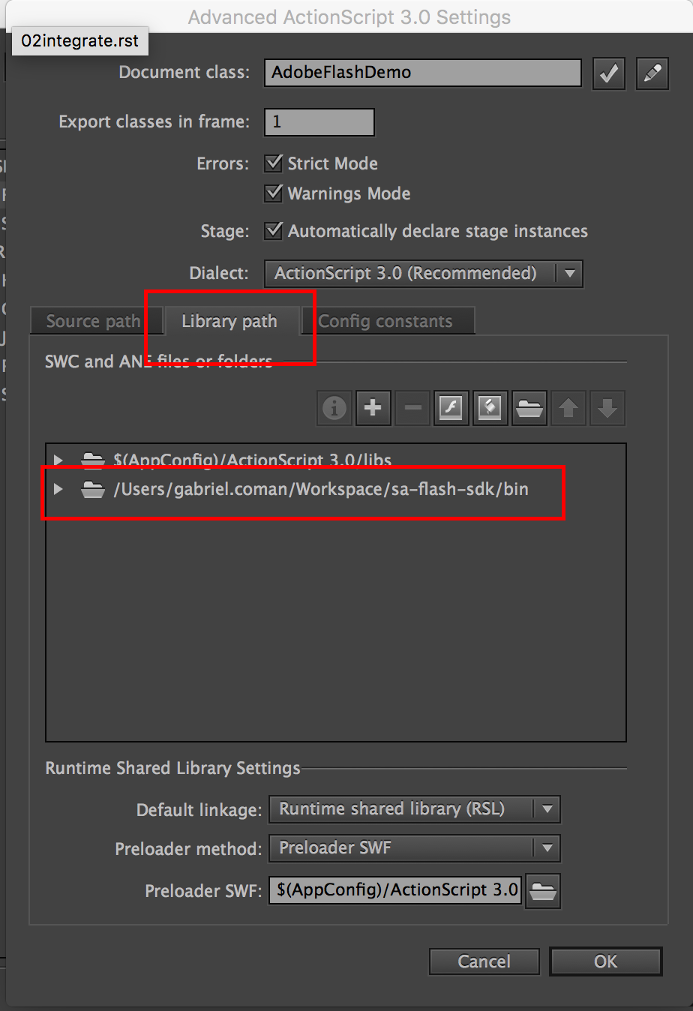 Advanced ActionScript 3.0 Settings
02integrate.rst
Document class: AdobeFlashDemo
Export classes in frame: 1
Errors: Strict Mode
Warnings Mode
Stage: Automatically declare stage instances
Dialect: ActionScript 3.0 (Recommended)
Source path Library path Config constants
SWC and ANE files or folders
$(AppConfig)/ActionScript 3.0/libs
/Users/gabriel.coman/Workspace/sa-flash-sdk/bin
Runtime Shared Library Settings
Default linkage: Runtime shared library (RSL)
Preloader method: Preloader SWF
Preloader SWF: $(AppConfig)/ActionScript 3.0
Cancel OK